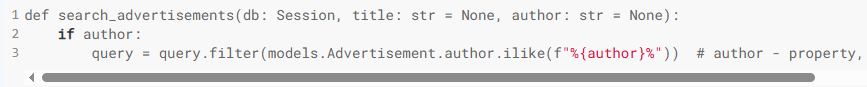 1 def search_advertisements(db: Session, title: str = None, author: str = None):
2     if author:
3         query = query.filter(models.Advertisement.author.ilike(f"%{author}%"))  # author - property,